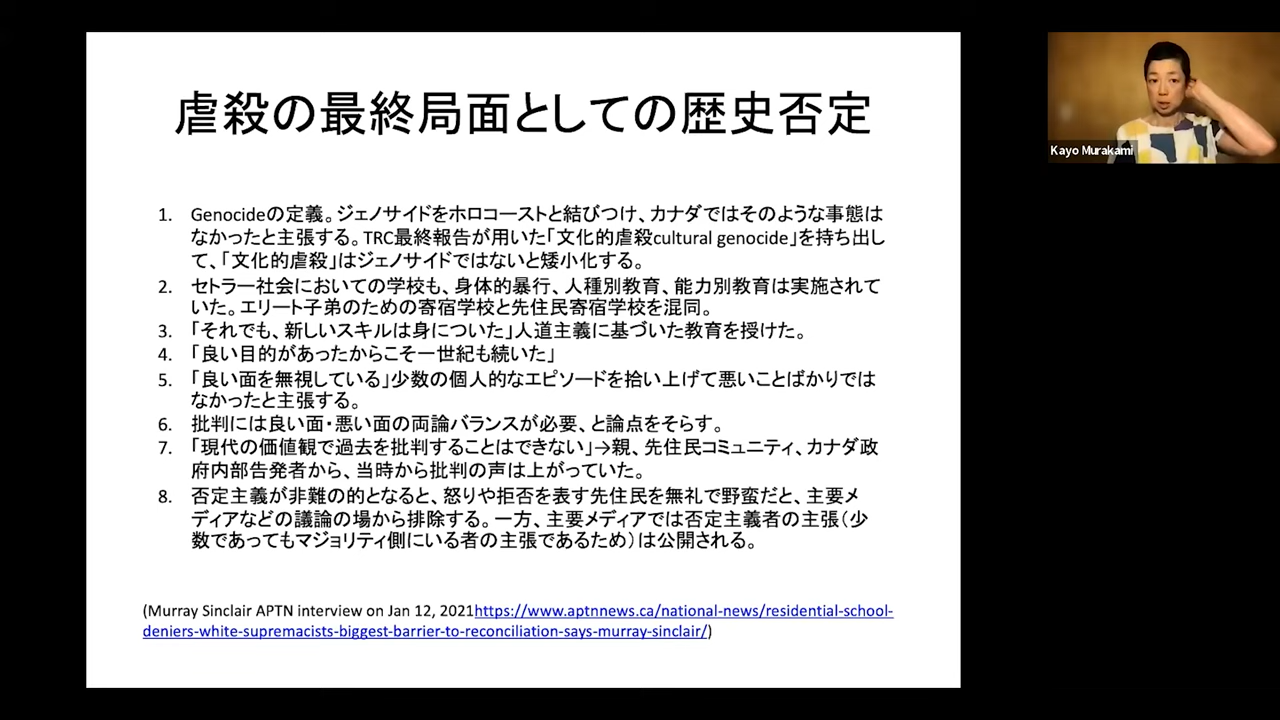 虐殺の最終局面としての歴史否定
Kayo Murakami
1. Genocideの定義。ジェノサイドをホロコーストと結びつけ、カナダではそのような事態は
なかったと主張する。TRC最終報告が用いた「文化的虐殺cultural genocide」を持ち出し
て、「文化的虐殺」はジェノサイドではないと矮小化する。
2. セトラー社会においての学校も、身体的暴行、人種別教育、能力別教育は実施されて
いた。エリート子弟のための寄宿学校と先住民寄宿学校を混同。
3. 「それでも、新しいスキルは身についた」人道主義に基づいた教育を授けた。
4. 「良い目的があったからこそ一世紀も続いた」
5. 「良い面を無視している」少数の個人的なエピソードを拾い上げて悪いことばかりでは
なかったと主張する。
6. 批判には良い面・悪い面の両論バランスが必要、と論点をそらす。
7. 「現代の価値観で過去を批判することはできない」→親、先住民コミュニティ、カナダ政
府内部告発者から、当時から批判の声は上がっていた。
8. 否定主義が非難の的となると、怒りや拒否を表す先住民を無礼で野蛮だと、主要メ
ディアなどの議論の場から排除する。一方、主要メディアでは否定主義者の主張（少
数であってもマジョリティ側にいる者の主張であるため）は公開される。
(Murray Sinclair APTN interview on Jan 12, 2021https://www.aptnnews.ca/national-news/residential-school-
deniers-white-supremacists-biggest-barrier-to-reconciliation-says-murray-sinclair/)